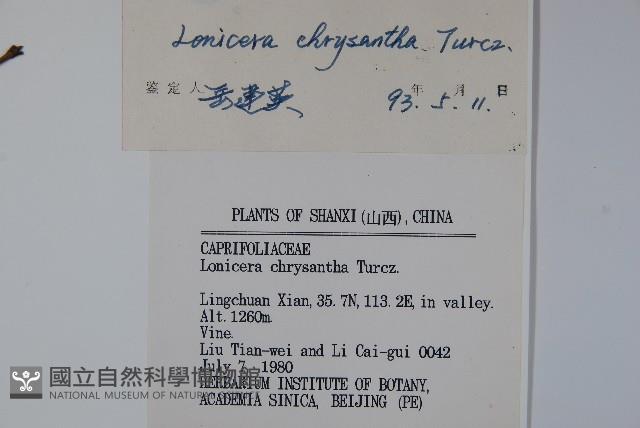 Lonicera chrysantha Turcz.
鉴定人 年 月 日
93. 5. 11.
PLANTS OF SHANXI(山西), CHINA
CAPRIFOLIACEAE
Lonicera chrysantha Turcz.
Lingchuan Xian, 35.7N, 113.2E, in valley.
Alt. 1260m.
Vine.
Liu Tian-wei and Li Cai-gui 0042
July 7, 1980
HERBARIUM INSTITUTE OF BOTANY,
ACADEMIA SINICA, BEIJING (PE)
國立自然科學博物館
NATIONAL MUSEUM OF NATURAL SCIENCE